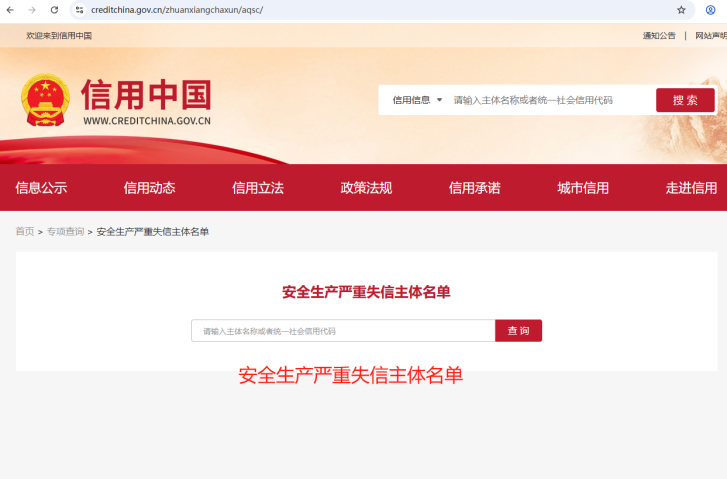 creditchina.gov.cn/zhuanxiangchaxun/aqsc/
欢迎来到信用中国 通知公告 | 网站声明
信用中国
WWW.CREDITCHINA.GOV.CN
信用信息 请输入主体名称或者统一社会信用代码 搜索
信息公示 信用动态 信用立法 政策法规 信用承诺 城市信用 走进信用
首页 > 专项查询 > 安全生产严重失信主体名单
安全生产严重失信主体名单
请输入主体名称或者统一社会信用代码 查询
安全生产严重失信主体名单